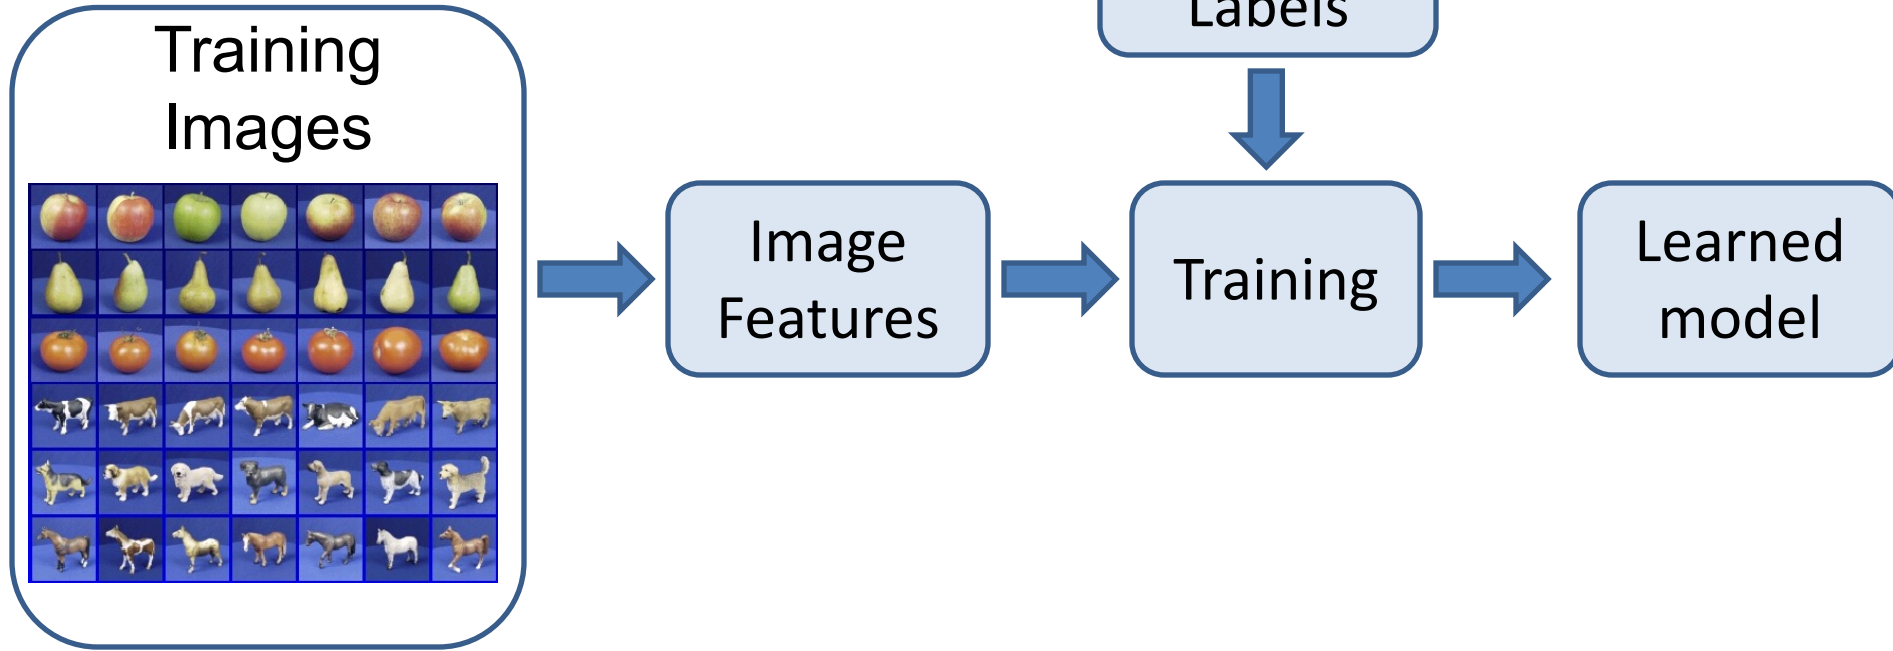 Training
Images
Labels
Image
Features
Training
Learned
model